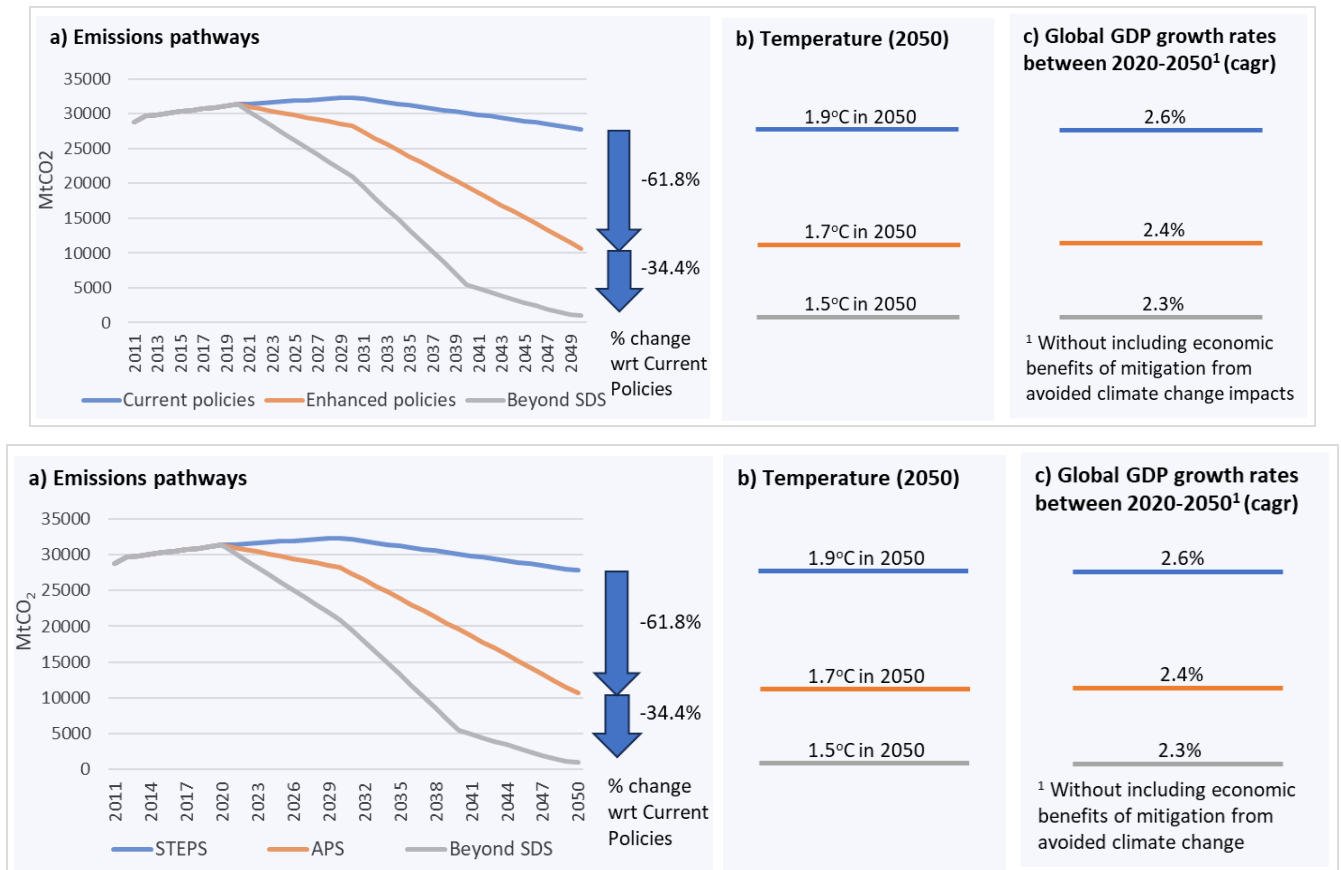 a) Emissions pathways
35000
30000
25000
20000
15000
10000
5000
0
MtCO2
2011
2013
2015
2017
2019
2021
2023
2025
2027
2029
2031
2033
2035
2037
2039
2041
2043
2045
2047
2049
Current policies
Enhanced policies
Beyond SDS
-61.8%
-34.4%
% change
wrt Current
Policies
b) Temperature (2050)
1.9°C in 2050
1.7°C in 2050
1.5°C in 2050
c) Global GDP growth rates
between 2020-2050¹ (cagr)
2.6%
2.4%
2.3%
¹ Without including economic
benefits of mitigation from
avoided climate change impacts
a) Emissions pathways
35000
30000
25000
20000
15000
10000
5000
0
MtCO₂
2011
2014
2017
2020
2023
2026
2029
2032
2035
2038
2041
2044
2047
2050
STEPS
APS
Beyond SDS
-61.8%
-34.4%
% change
wrt Current
Policies
b) Temperature (2050)
1.9°C in 2050
1.7°C in 2050
1.5°C in 2050
c) Global GDP growth rates
between 2020-2050¹ (cagr)
2.6%
2.4%
2.3%
¹ Without including economic
benefits of mitigation from
avoided climate change